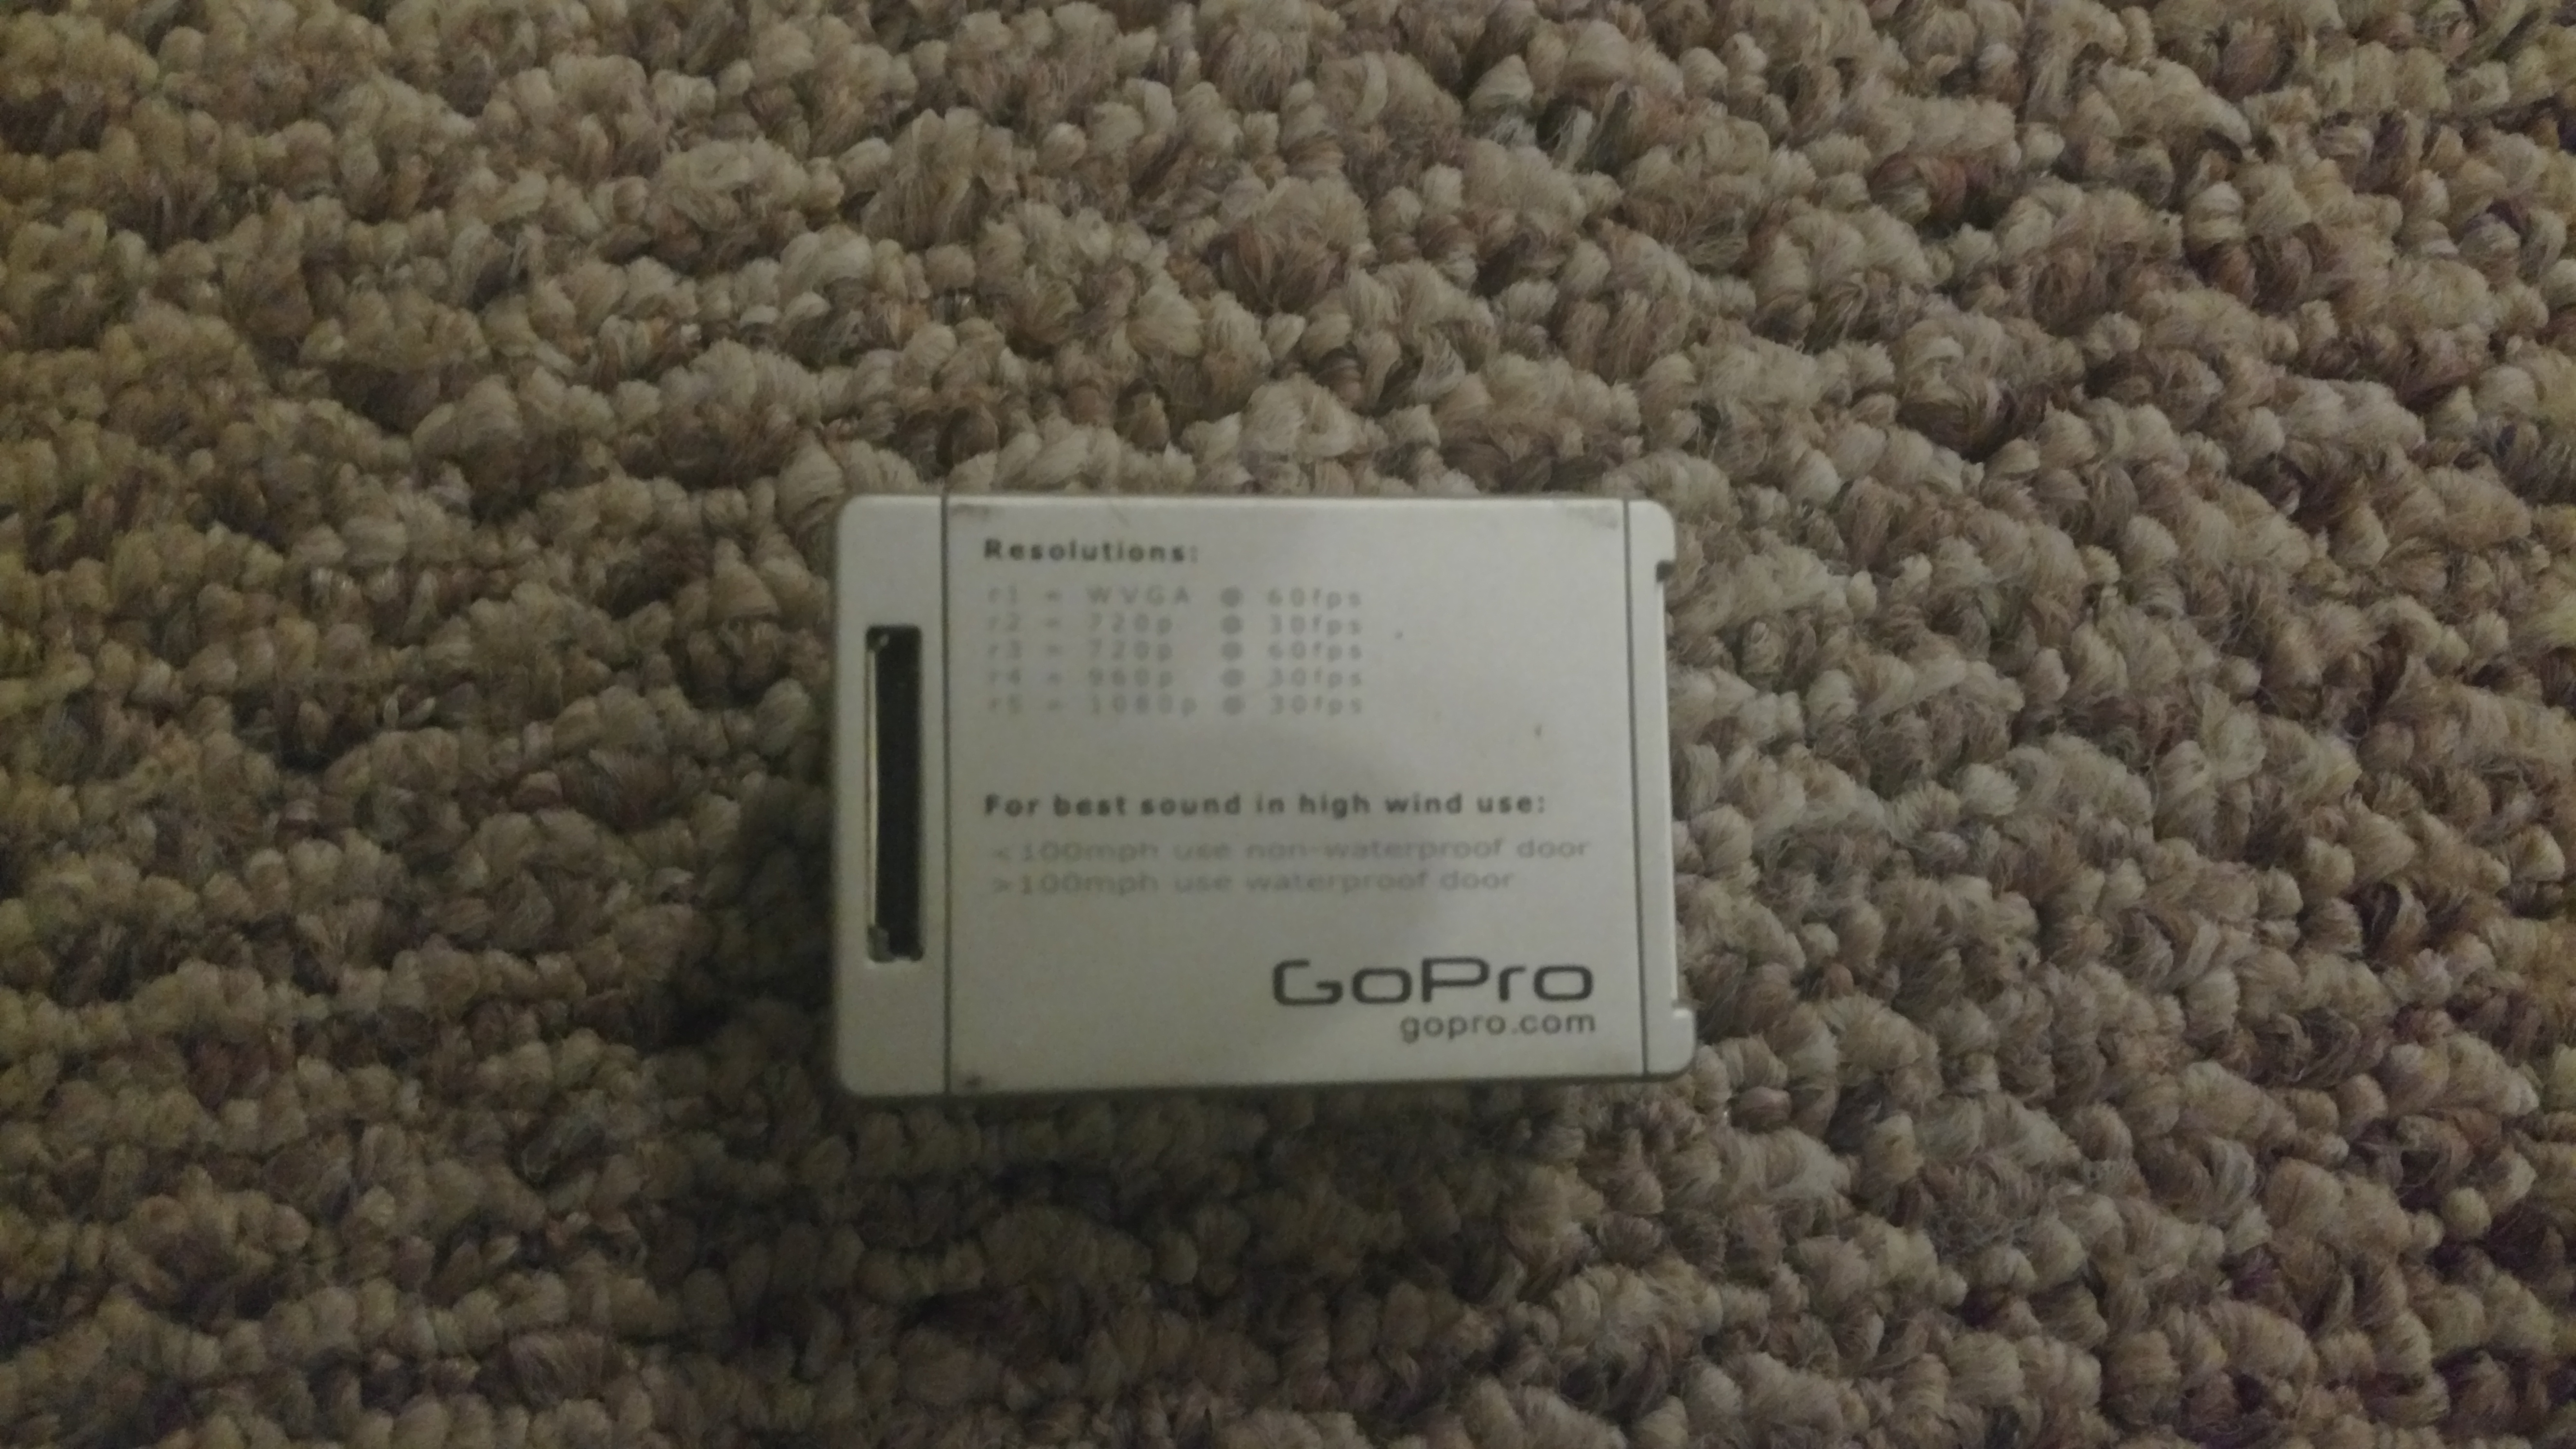 Resolutions:
r1 = WVGA @ 60fps
r2 = 720p @ 30fps
r3 = 720p @ 60fps
r4 = 960p @ 30fps
r5 = 1080p @ 30fps
For best sound in high wind use:
<100mph use non-waterproof door
>100mph use waterproof door
GoPro
gopro.com